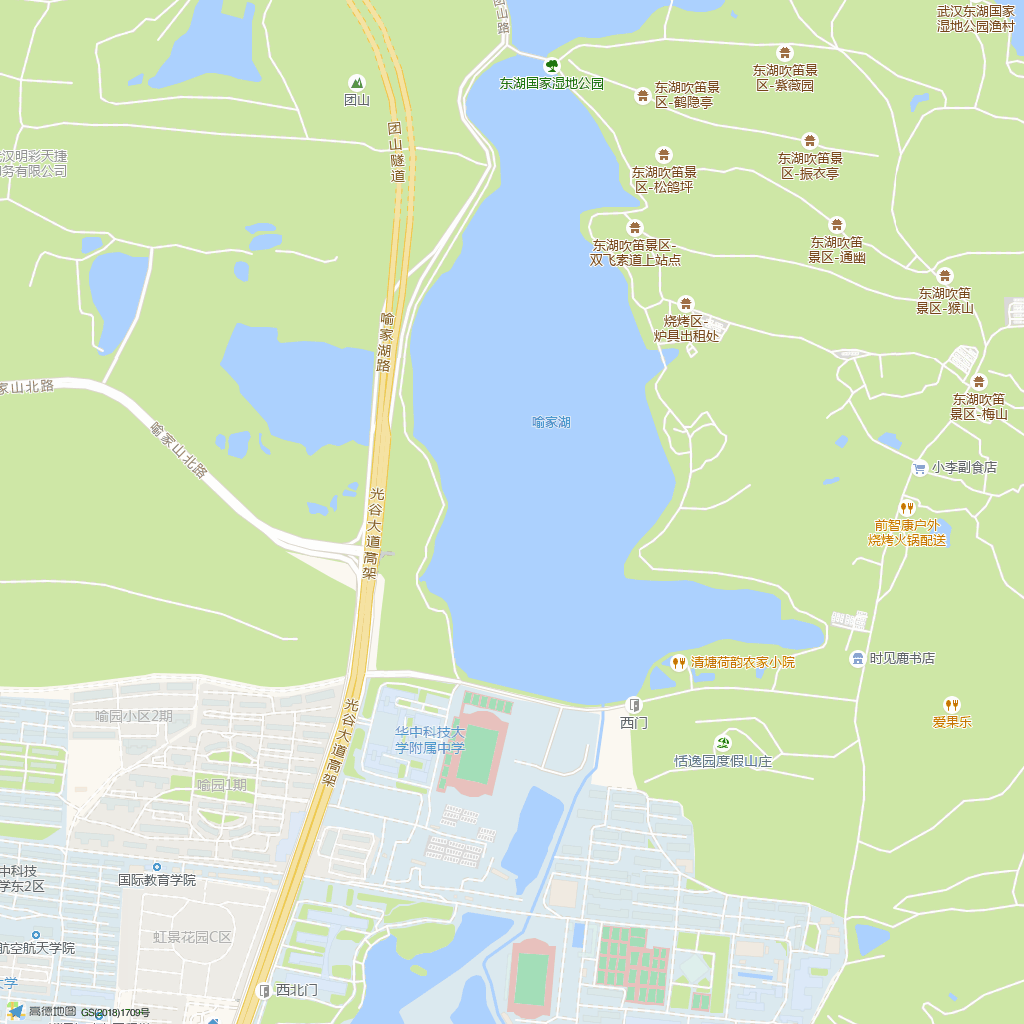 团山路
武汉东湖国家
湿地公园渔村
东湖国家湿地公园
东湖吹笛景
区-紫薇园
团山
东湖吹笛景
区-鹤隐亭
团山隧道
汉明彩天捷
务有限公司
东湖吹笛景
区-松鸽坪
东湖吹笛景
区-振衣亭
东湖吹笛景区-
双飞索道上站点
东湖吹笛
景区-通幽
东湖吹笛
景区-猴山
喻家湖路
烧烤区-
炉具出租处
家山北路
东湖吹笛
景区-梅山
喻家湖
喻家山北路
小李副食店
光谷大道高架
前智康户外
烧烤火锅配送
时见鹿书店
清塘荷韵农家小院
喻园小区2期
光谷大道高架
华中科技大
学附属中学
西门
爱果乐
恬逸园度假山庄
喻园1期
中科技
学东2区
国际教育学院
虹景花园C区
航空航天学院
大学
西北门
高德地图
GS(2018)1709号